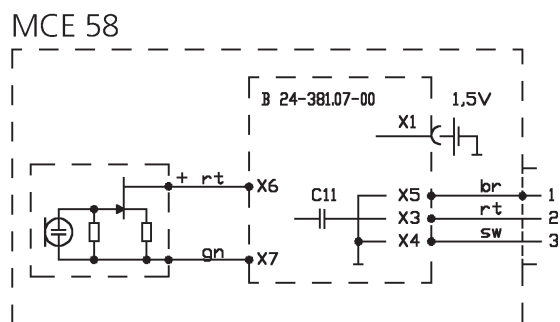 MCE 58
B 24-381.07-00
1,5V
X1
+ rt X6
C11
X5 br 1
X3 rt 2
X4 sw 3
gn X7